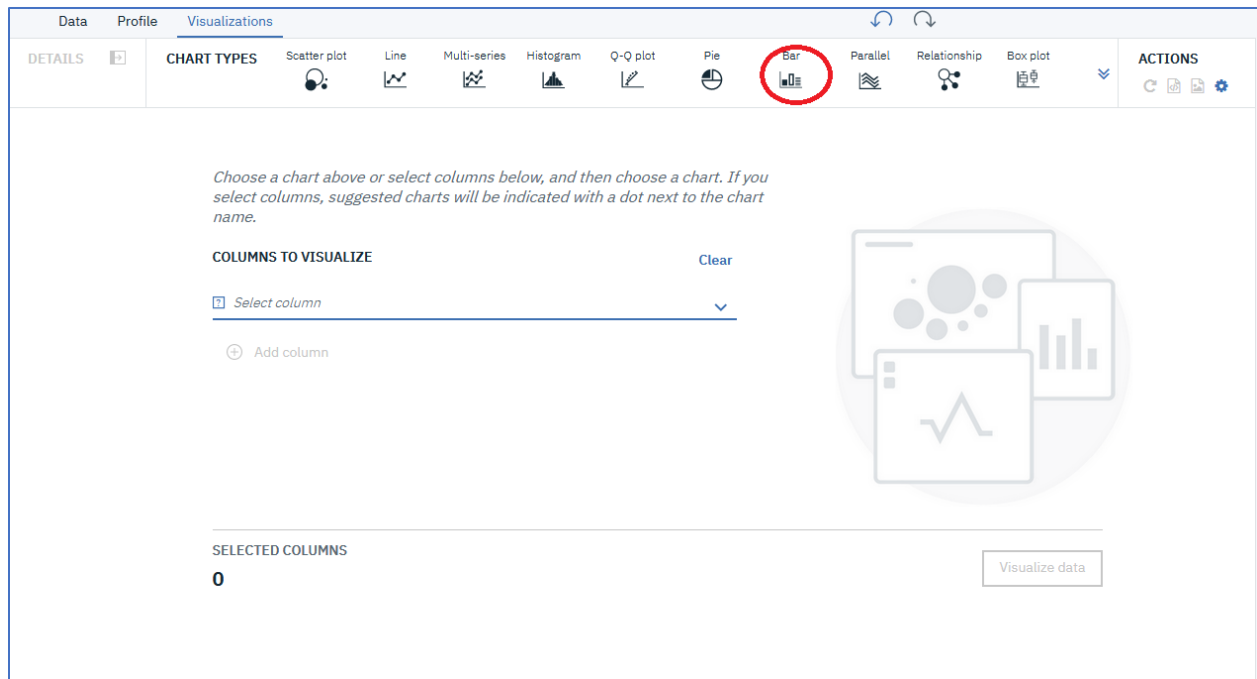 Data Profile Visualizations
DETAILS CHART TYPES Scatter plot Line Multi-series Histogram Q-Q plot Pie Bar Parallel Relationship Box plot ACTIONS
Choose a chart above or select columns below, and then choose a chart. If you
select columns, suggested charts will be indicated with a dot next to the chart
name.
COLUMNS TO VISUALIZE Clear
? Select column
Add column
SELECTED COLUMNS
0
Visualize data